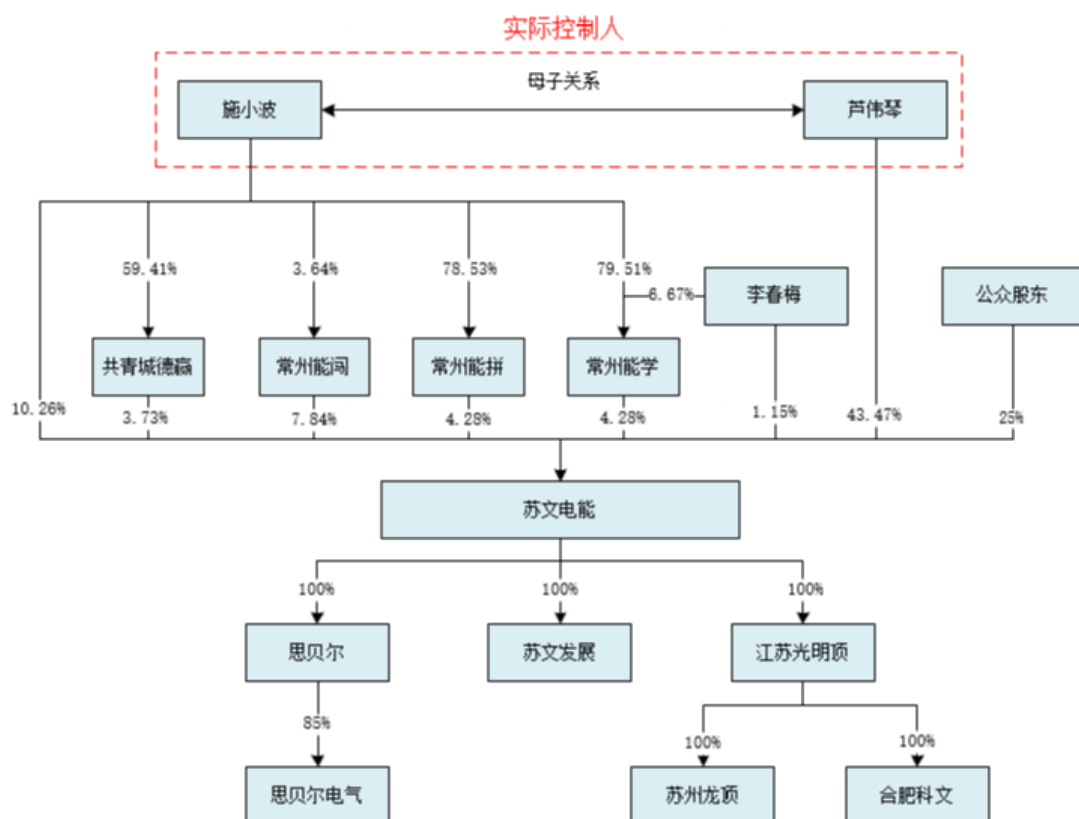 实际控制人
母子关系
施小波
芦伟琴
59.41%
3.64%
78.53%
79.51%
6.67%
李春梅
公众股东
共青城德赢
常州能闯
常州能拼
常州能学
10.26%
3.73%
7.84%
4.28%
4.28%
1.15%
43.47%
25%
苏文电能
100%
100%
100%
思贝尔
苏文发展
江苏光明顶
85%
100%
100%
思贝尔电气
苏州龙顶
合肥科文